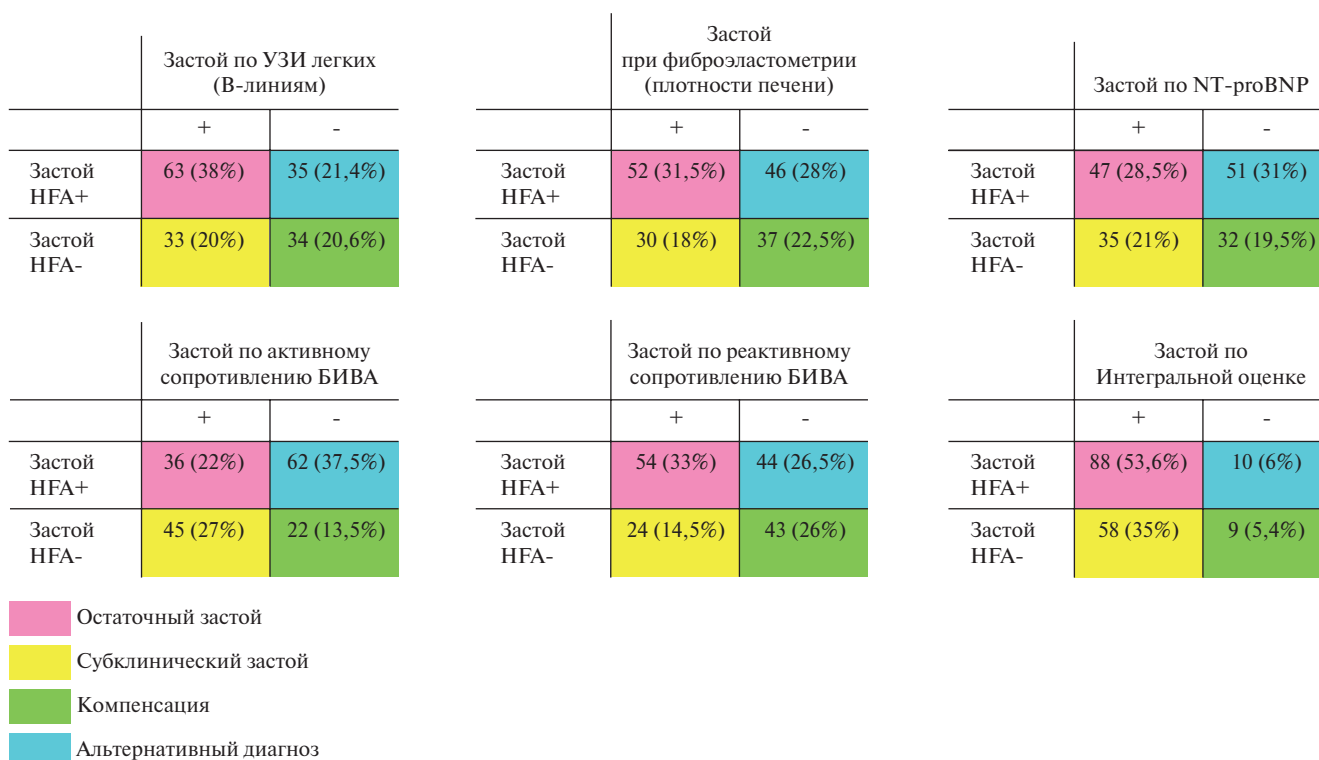 Застой по УЗИ легких
(В-линиям)
+ -
Застой HFA+ 63 (38%) 35 (21,4%)
Застой HFA- 33 (20%) 34 (20,6%)
Застой
при фиброэластометрии
(плотности печени)
+ -
Застой HFA+ 52 (31,5%) 46 (28%)
Застой HFA- 30 (18%) 37 (22,5%)
Застой по NT-proBNP
+ -
Застой HFA+ 47 (28,5%) 51 (31%)
Застой HFA- 35 (21%) 32 (19,5%)
Застой по активному
сопротивлению БИВА
+ -
Застой HFA+ 36 (22%) 62 (37,5%)
Застой HFA- 45 (27%) 22 (13,5%)
Застой по реактивному
сопротивлению БИВА
+ -
Застой HFA+ 54 (33%) 44 (26,5%)
Застой HFA- 24 (14,5%) 43 (26%)
Застой по
Интегральной оценке
+ -
Застой HFA+ 88 (53,6%) 10 (6%)
Застой HFA- 58 (35%) 9 (5,4%)
Остаточный застой
Субклинический застой
Компенсация
Альтернативный диагноз